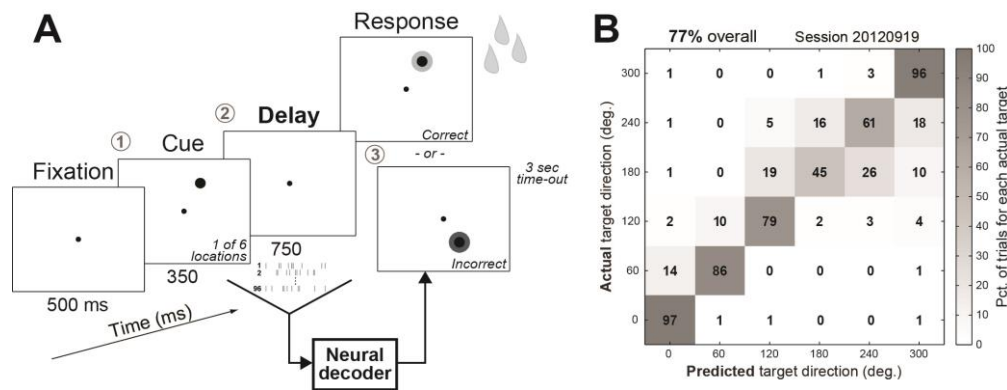 A
Fixation
500 ms
1
Cue
1 of 6
locations
350
2
Delay
750
1
2
96
Response
Correct
- or -
3
3 sec
time-out
Incorrect
Time (ms)
Neural
decoder
B
77% overall
Session 20120919
Actual target direction (deg.)
300 1 0 0 1 3 96
240 1 0 5 16 61 18
180 1 0 19 45 26 10
120 2 10 79 2 3 4
60 14 86 0 0 0 1
0 97 1 1 0 0 1
0 60 120 180 240 300
Predicted target direction (deg.)
100
90
80
70
60
50
40
30
20
10
0
Pct. of trials for each actual target